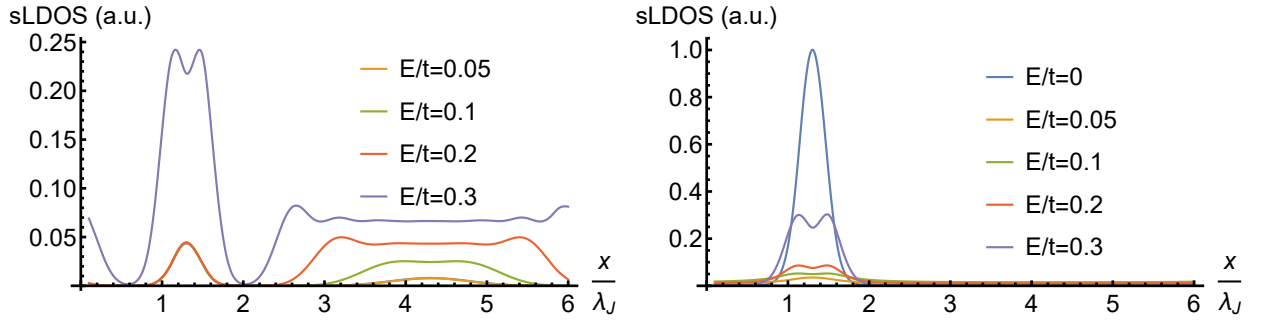 sLDOS (a.u.)
0.25
0.20
0.15
0.10
0.05
E/t=0.05
E/t=0.1
E/t=0.2
E/t=0.3
1 2 3 4 5 6
x
λJ
sLDOS (a.u.)
1.0
0.8
0.6
0.4
0.2
E/t=0
E/t=0.05
E/t=0.1
E/t=0.2
E/t=0.3
1 2 3 4 5 6
x
λJ